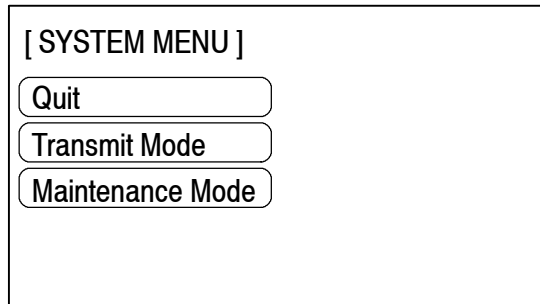 [ SYSTEM MENU ]
Quit
Transmit Mode
Maintenance Mode